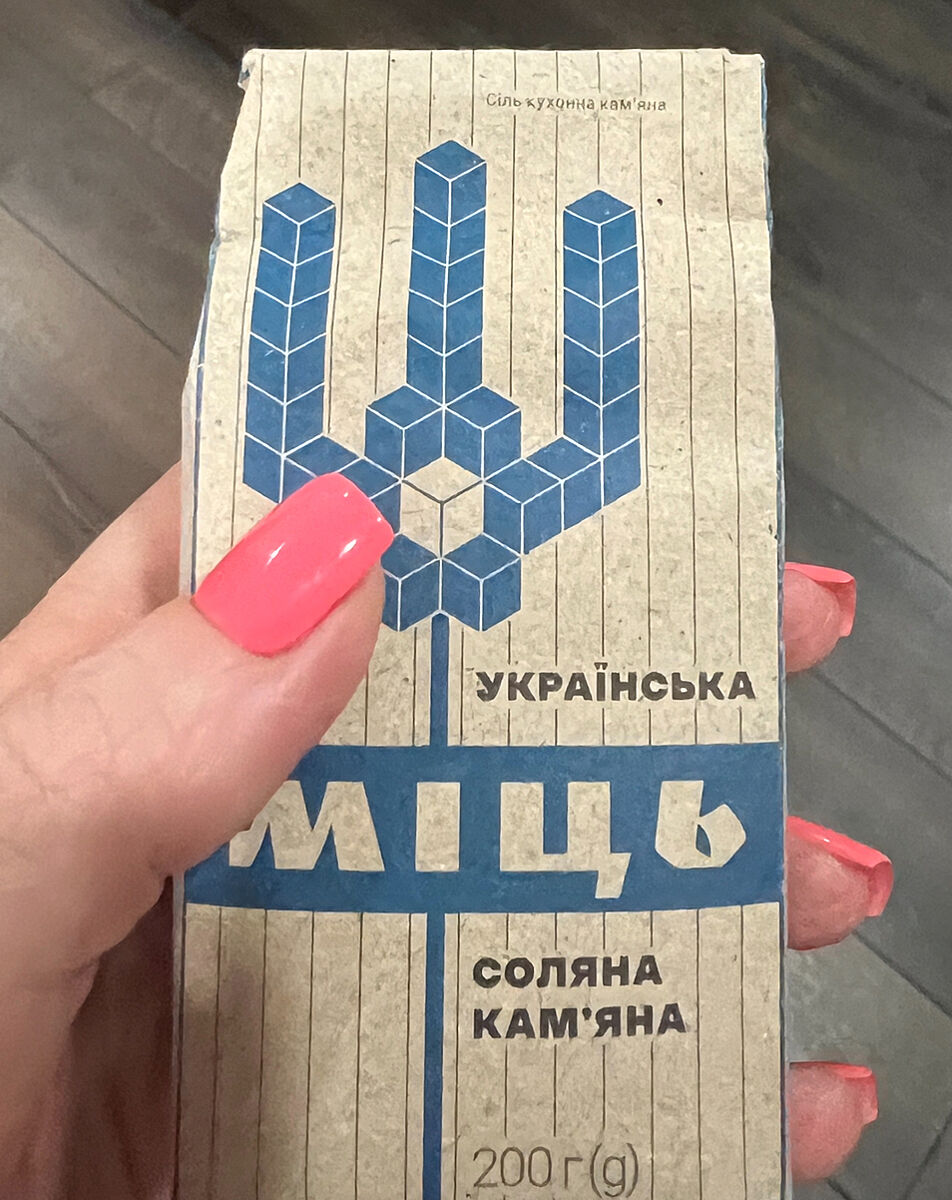 Сіль кухонна кам'яна
УКРАЇНСЬКА
МІЦЬ
СОЛЯНА
КАМ'ЯНА
200 г (g)